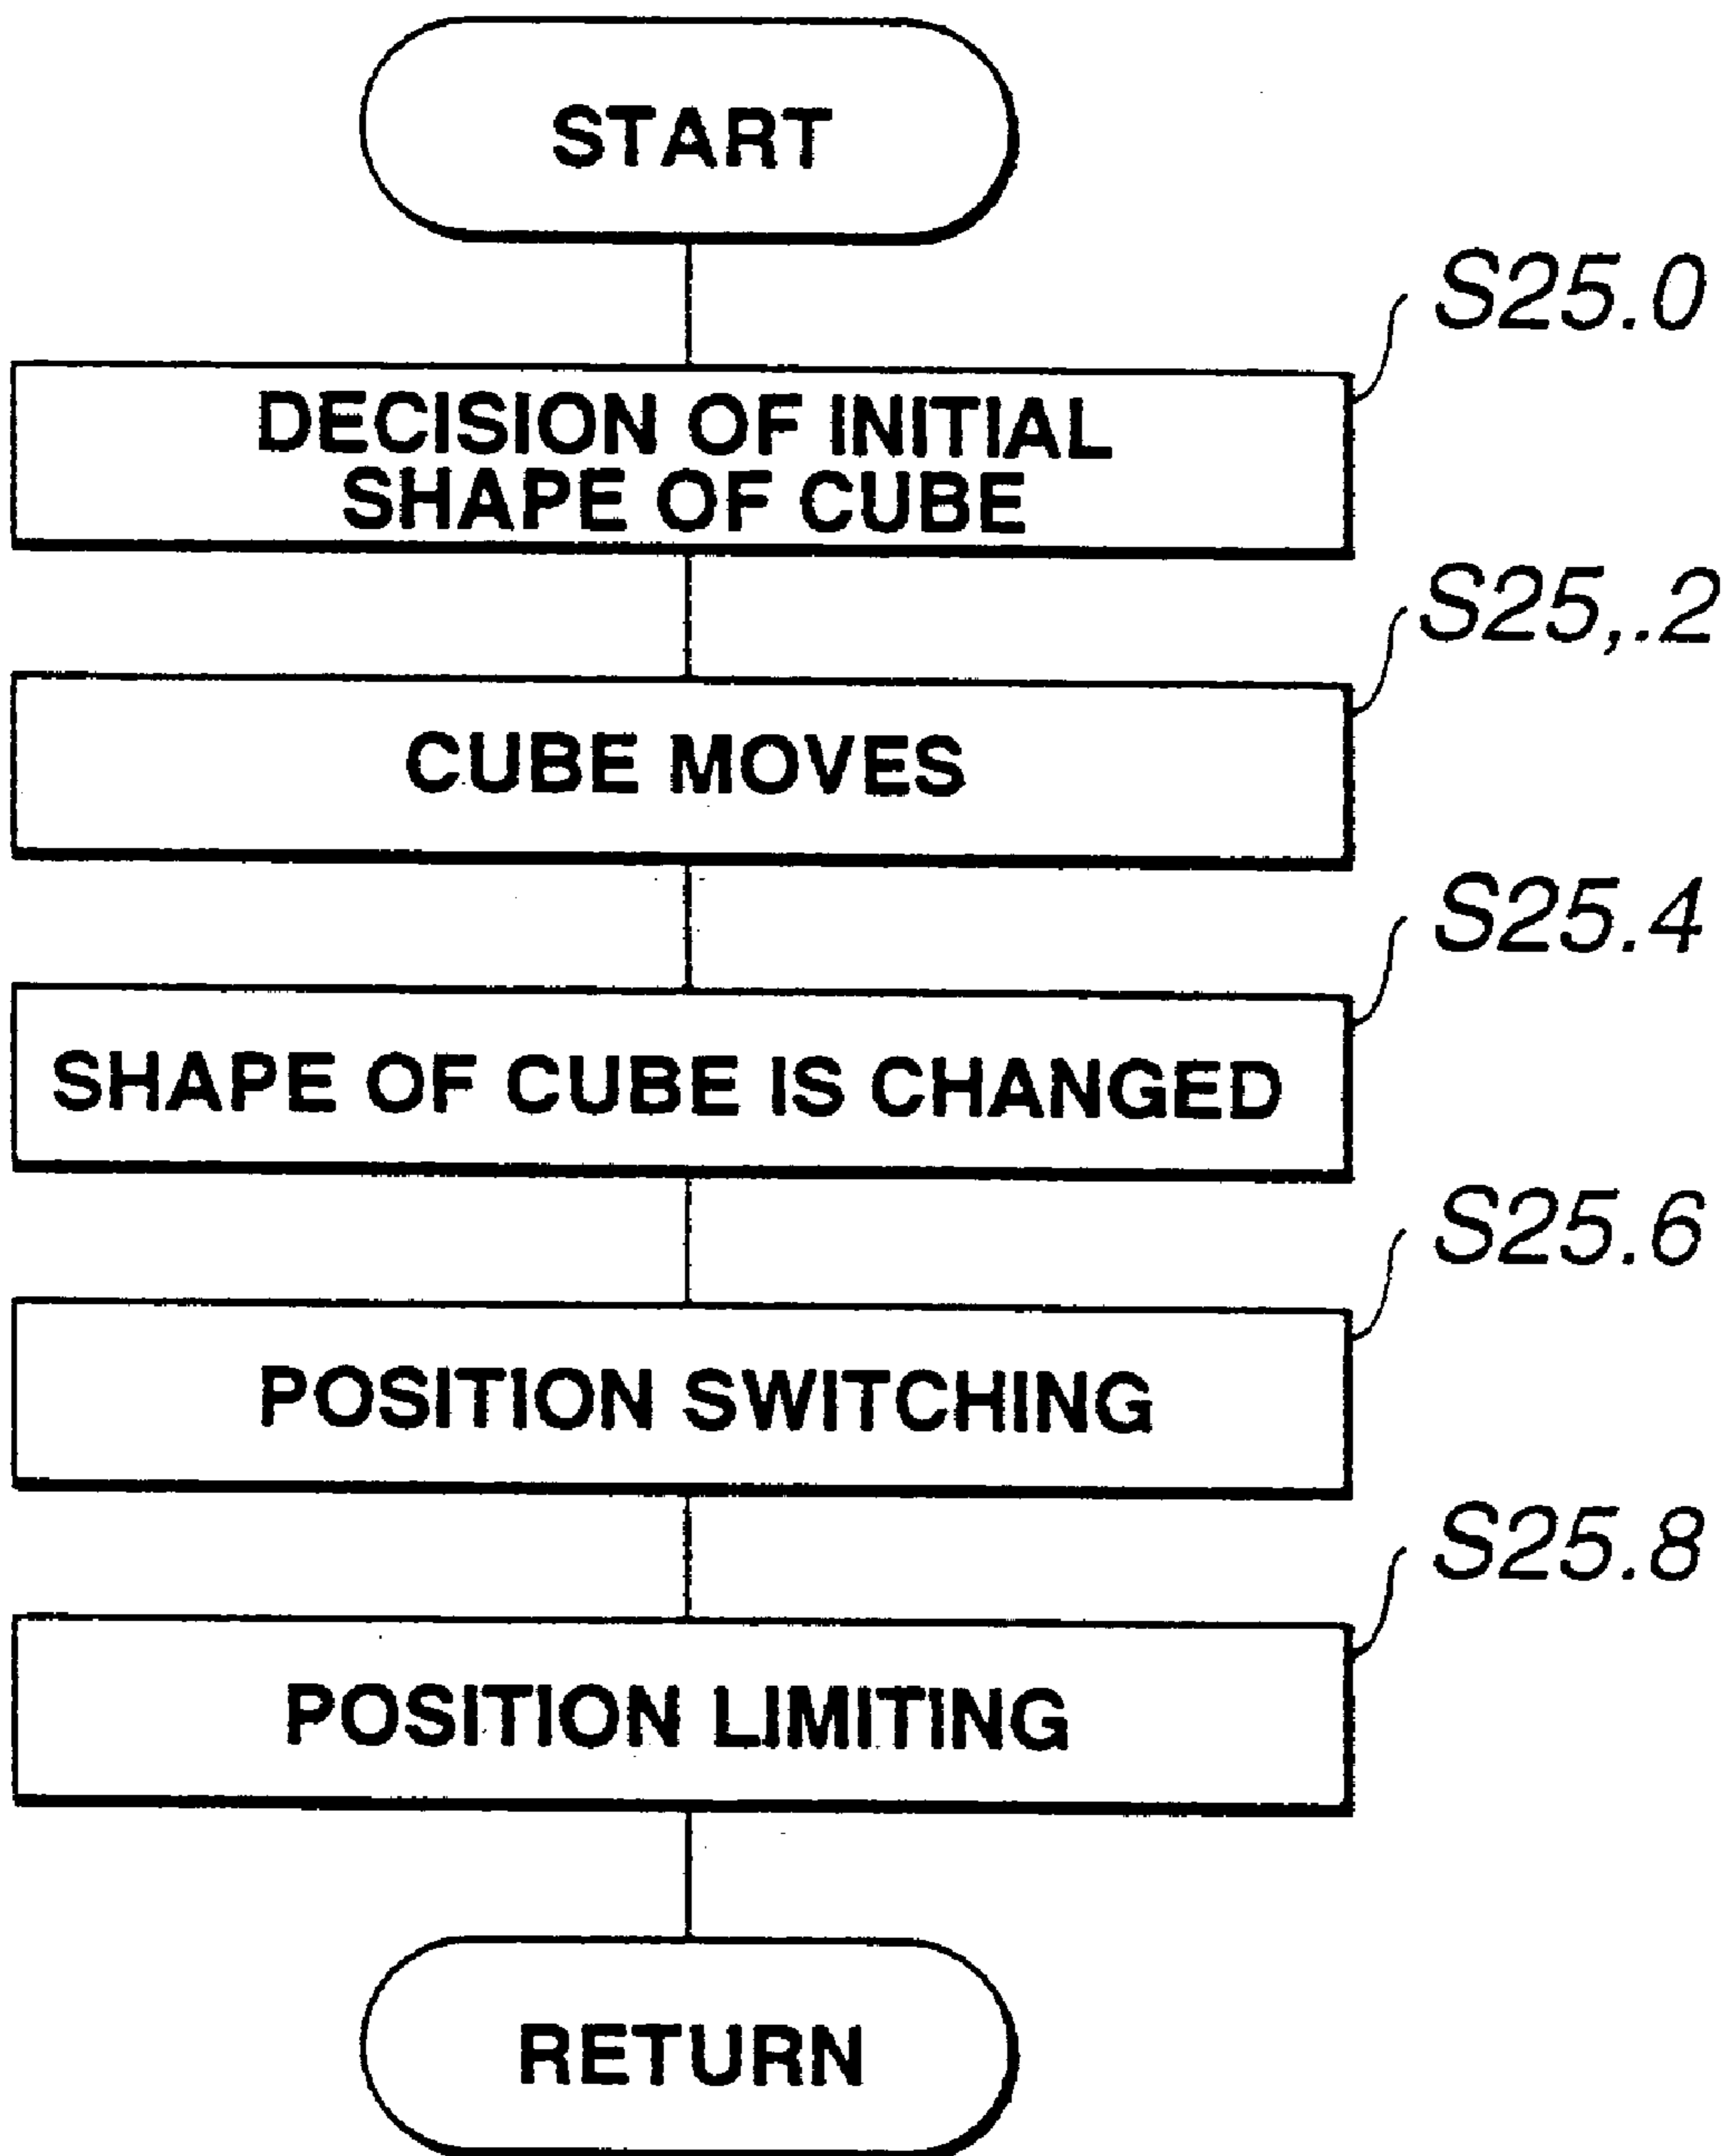 START
S25.0
DECISION OF INITIAL
SHAPE OF CUBE
S25,.2
CUBE MOVES
S25.4
SHAPE OF CUBE IS CHANGED
S25.6
POSITION SWITCHING
S25.8
POSITION LIMITING
RETURN